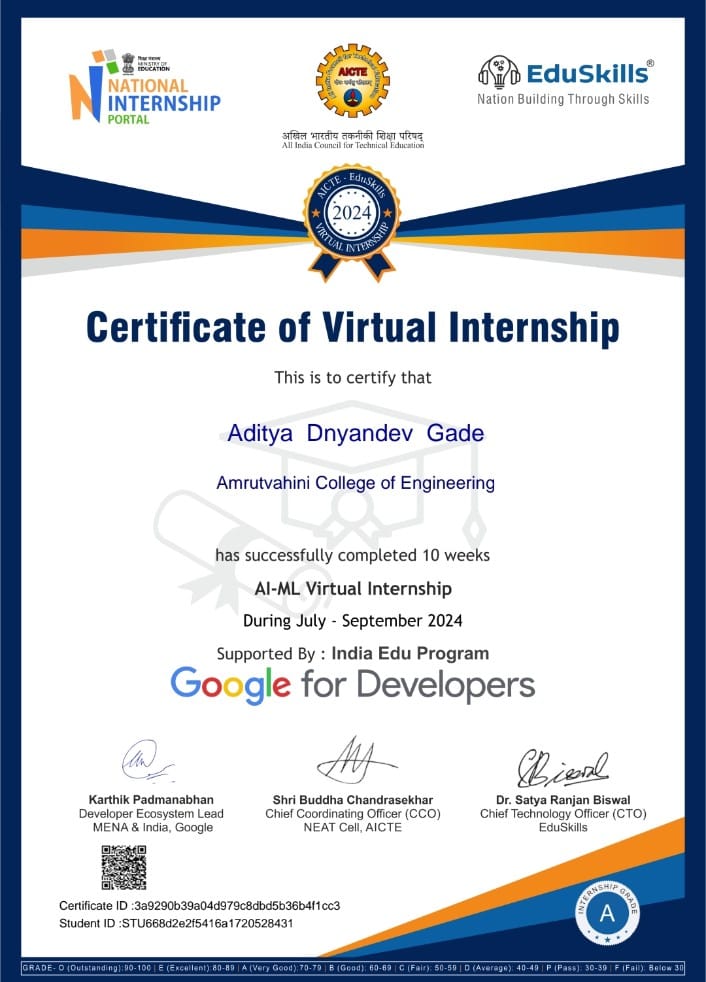 शिक्षा मंत्रालय
MINISTRY OF
EDUCATION
NATIONAL
INTERNSHIP
PORTAL
AICTE
अखिल भारतीय तकनीकी शिक्षा परिषद्
All India Council for Technical Education
EduSkills®
Nation Building Through Skills
AICTE - EduSkills
2024
VIRTUAL INTERNSHIP
Certificate of Virtual Internship
This is to certify that
Aditya Dnyandev Gade
Amrutvahini College of Engineering
has successfully completed 10 weeks
AI-ML Virtual Internship
During July - September 2024
Supported By : India Edu Program
Google for Developers
Karthik Padmanabhan
Developer Ecosystem Lead
MENA & India, Google
Shri Buddha Chandrasekhar
Chief Coordinating Officer (CCO)
NEAT Cell, AICTE
Biswal
Dr. Satya Ranjan Biswal
Chief Technology Officer (CTO)
EduSkills
Certificate ID :3a9290b39a04d979c8dbd5b36b4f1cc3
Student ID :STU668d2e2f5416a1720528431
INTERNSHIP GRADE
A
GRADE- O (Outstanding):90-100 | E (Excellent):80-89 | A (Very Good):70-79 | B (Good): 60-69 | C (Fair): 50-59 | D (Average): 40-49 | P (Pass): 30-39 | F (Fail): Below 30